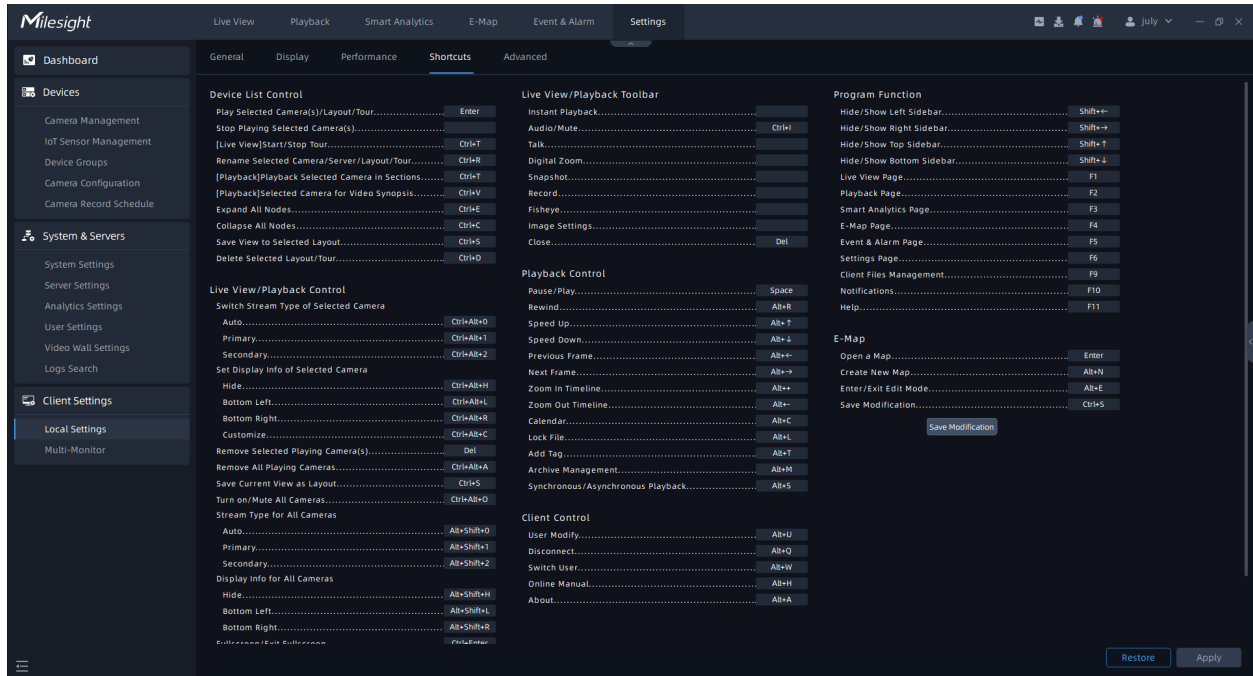 Milesight
Live View Playback Smart Analytics E-Map Event & Alarm Settings
july
Dashboard
Devices
Camera Management
IoT Sensor Management
Device Groups
Camera Configuration
Camera Record Schedule
System & Servers
System Settings
Server Settings
Analytics Settings
User Settings
Video Wall Settings
Logs Search
Client Settings
Local Settings
Multi-Monitor
General Display Performance Shortcuts Advanced
Device List Control
Play Selected Camera(s)/Layout/Tour Enter
Stop Playing Selected Camera(s)
[Live View]Start/Stop Tour Ctrl+T
Rename Selected Camera/Server/Layout/Tour Ctrl+R
[Playback]Playback Selected Camera in Sections Ctrl+T
[Playback]Selected Camera for Video Synopsis Ctrl+V
Expand All Nodes Ctrl+E
Collapse All Nodes Ctrl+C
Save View to Selected Layout Ctrl+S
Delete Selected Layout/Tour Ctrl+D
Live View/Playback Control
Switch Stream Type of Selected Camera
Auto Ctrl+Alt+0
Primary Ctrl+Alt+1
Secondary Ctrl+Alt+2
Set Display Info of Selected Camera
Hide Ctrl+Alt+H
Bottom Left Ctrl+Alt+L
Bottom Right Ctrl+Alt+R
Customize Ctrl+Alt+C
Remove Selected Playing Camera(s) Del
Remove All Playing Cameras Ctrl+Alt+A
Save Current View as Layout Ctrl+S
Turn on/Mute All Cameras Ctrl+Alt+O
Stream Type for All Cameras
Auto Alt+Shift+0
Primary Alt+Shift+1
Secondary Alt+Shift+2
Display Info for All Cameras
Hide Alt+Shift+H
Bottom Left Alt+Shift+L
Bottom Right Alt+Shift+R
Fullscreen/Exit Fullscreen Ctrl+Enter
Live View/Playback Toolbar
Instant Playback
Audio/Mute Ctrl+I
Talk
Digital Zoom
Snapshot
Record
Fisheye
Image Settings
Close Del
Playback Control
Pause/Play Space
Rewind Alt+R
Speed Up Alt+↑
Speed Down Alt+↓
Previous Frame Alt+←
Next Frame Alt+→
Zoom In Timeline Alt++
Zoom Out Timeline Alt+-
Calendar Alt+C
Lock File Alt+L
Add Tag Alt+T
Archive Management Alt+M
Synchronous/Asynchronous Playback Alt+S
Client Control
User Modify Alt+U
Disconnect Alt+Q
Switch User Alt+W
Online Manual Alt+H
About Alt+A
Program Function
Hide/Show Left Sidebar Shift+←
Hide/Show Right Sidebar Shift+→
Hide/Show Top Sidebar Shift+↑
Hide/Show Bottom Sidebar Shift+↓
Live View Page F1
Playback Page F2
Smart Analytics Page F3
E-Map Page F4
Event & Alarm Page F5
Settings Page F6
Client Files Management F9
Notifications F10
Help F11
E-Map
Open a Map Enter
Create New Map Alt+N
Enter/Exit Edit Mode Alt+E
Save Modification Ctrl+S
Save Modification
Restore Apply